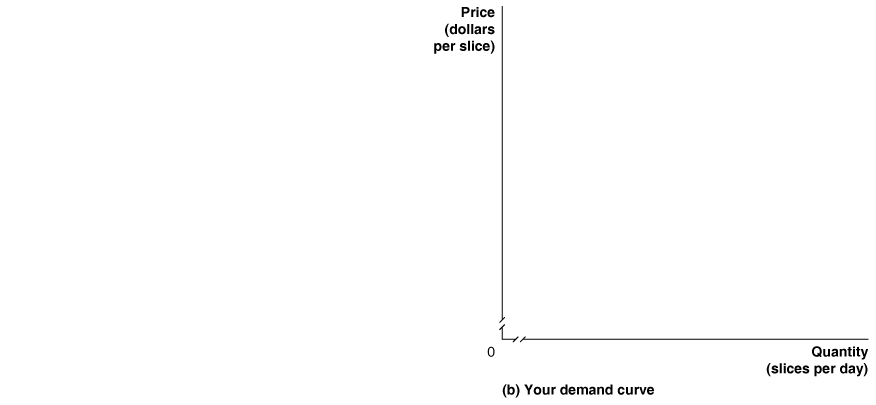 Price
(dollars
per slice)
0
Quantity
(slices per day)
(b) Your demand curve